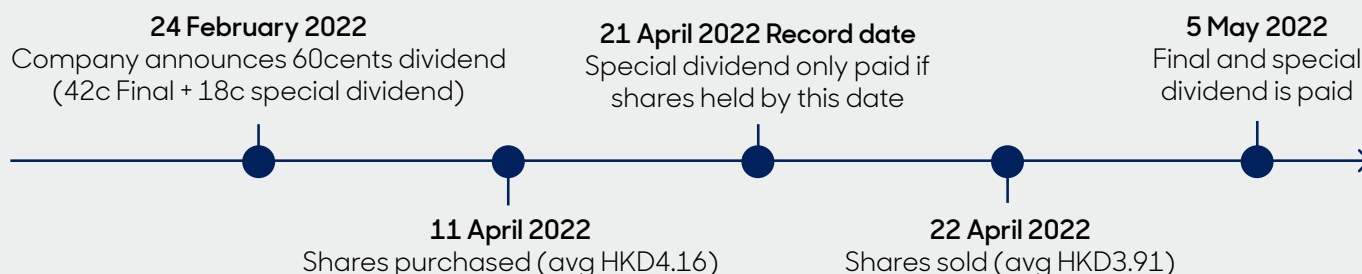 24 February 2022
Company announces 60cents dividend
(42c Final + 18c special dividend)
21 April 2022 Record date
Special dividend only paid if
shares held by this date
5 May 2022
Final and special
dividend is paid
11 April 2022
Shares purchased (avg HKD4.16)
22 April 2022
Shares sold (avg HKD3.91)